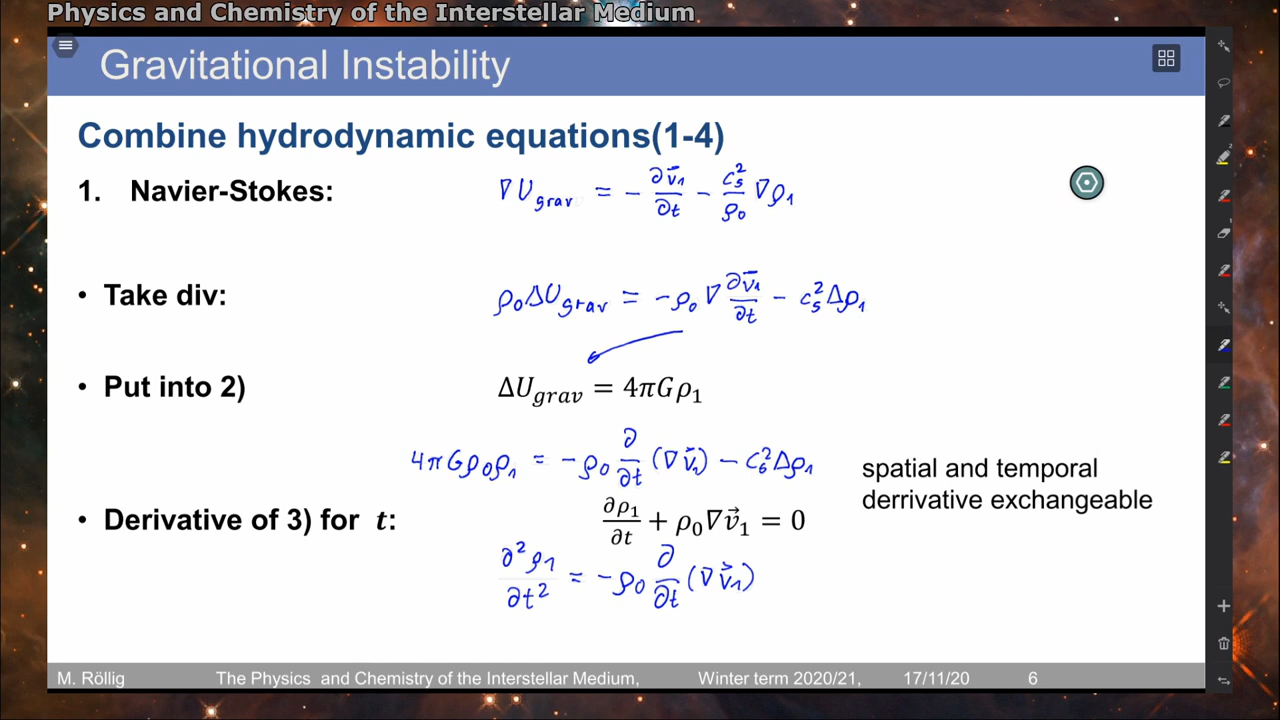 Physics and Chemistry of the Interstellar Medium
Gravitational Instability
Combine hydrodynamic equations(1-4)
1. Navier-Stokes: ∇U_grav = − ∂v̄₁/∂t − c_s²/ρ₀ ∇ρ₁
• Take div: ρ₀ΔU_grav = −ρ₀ ∇ ∂v̄₁/∂t − c_s² Δρ₁
• Put into 2) ΔU_grav = 4πGρ₁
4πGρ₀ρ₁ = −ρ₀ ∂/∂t (∇v̄₁) − c_s² Δρ₁
spatial and temporal
derrivative exchangeable
• Derivative of 3) for t: ∂ρ₁/∂t + ρ₀∇v⃗₁ = 0
∂²ρ₁/∂t² = −ρ₀ ∂/∂t (∇v⃗₁)
M. Röllig The Physics and Chemistry of the Interstellar Medium, Winter term 2020/21, 17/11/20 6